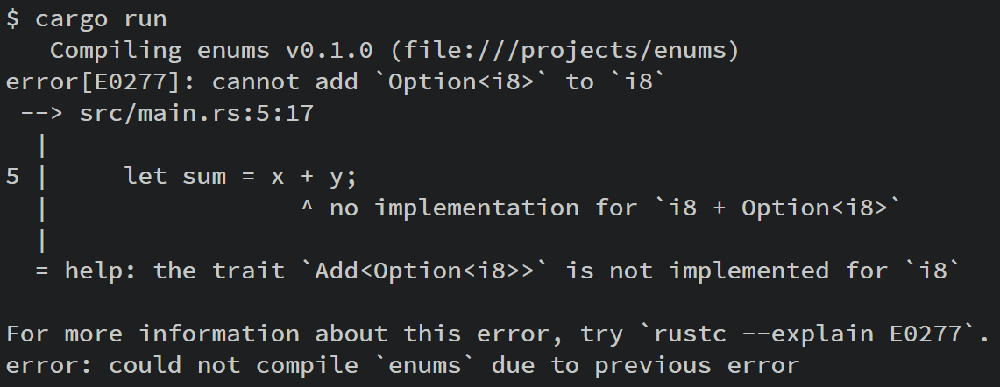 $ cargo run
   Compiling enums v0.1.0 (file:///projects/enums)
error[E0277]: cannot add `Option<i8>` to `i8`
 --> src/main.rs:5:17
  |
5 |     let sum = x + y;
  |                 ^ no implementation for `i8 + Option<i8>`
  |
  = help: the trait `Add<Option<i8>>` is not implemented for `i8`

For more information about this error, try `rustc --explain E0277`.
error: could not compile `enums` due to previous error